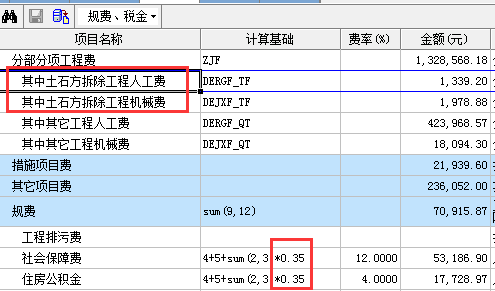 规费、税金
项目名称 计算基础 费率(%) 金额(元)
分部分项工程费 ZJF 1,328,568.18
其中土石方拆除工程人工费 DERGF_TF 1,339.20
其中土石方拆除工程机械费 DEJXF_TF 1,978.88
其中其它工程人工费 DERGF_QT 423,968.57
其中其它工程机械费 DEJXF_QT 18,094.30
措施项目费 21,939.60
其它项目费 236,052.00
规费 sum(9,12) 70,915.87
工程排污费
社会保障费 4+5+sum(2,3 *0.35 12.0000 53,186.90
住房公积金 4+5+sum(2,3 *0.35 4.0000 17,728.97